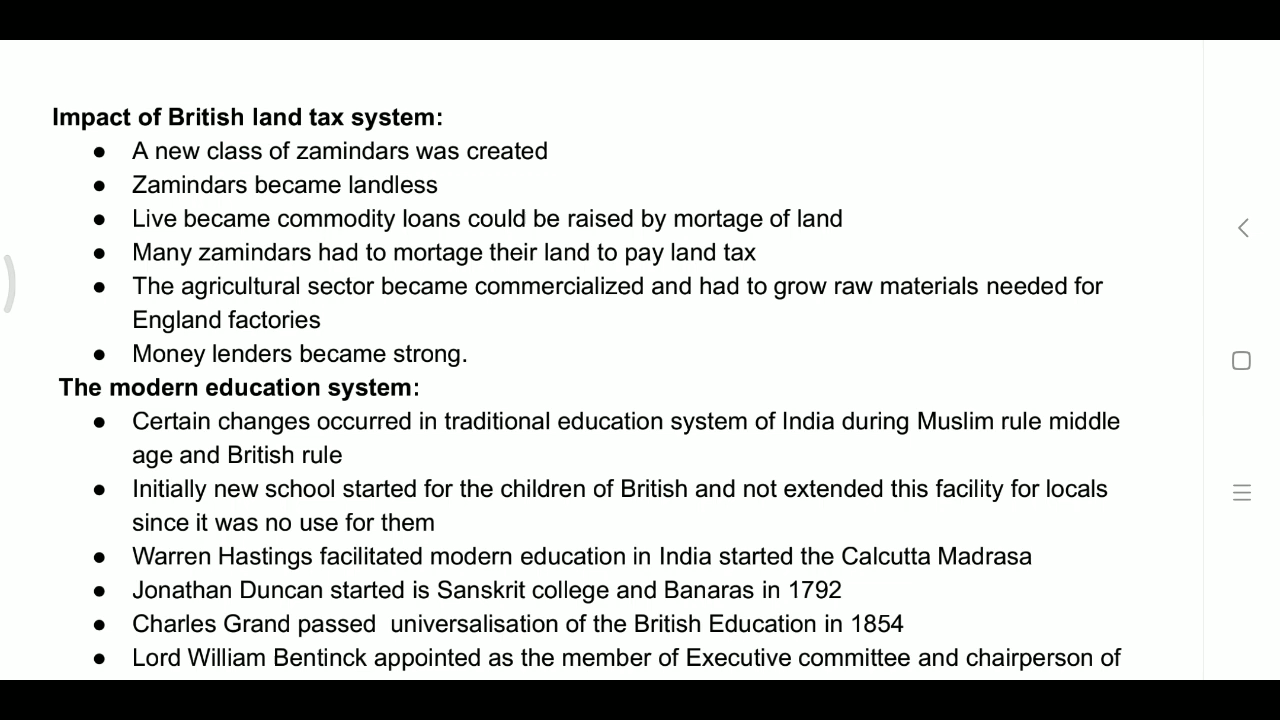 Impact of British land tax system:
● A new class of zamindars was created
● Zamindars became landless
● Live became commodity loans could be raised by mortage of land
● Many zamindars had to mortage their land to pay land tax
● The agricultural sector became commercialized and had to grow raw materials needed for
England factories
● Money lenders became strong.
The modern education system:
● Certain changes occurred in traditional education system of India during Muslim rule middle
age and British rule
● Initially new school started for the children of British and not extended this facility for locals
since it was no use for them
● Warren Hastings facilitated modern education in India started the Calcutta Madrasa
● Jonathan Duncan started is Sanskrit college and Banaras in 1792
● Charles Grand passed  universalisation of the British Education in 1854
● Lord William Bentinck appointed as the member of Executive committee and chairperson of